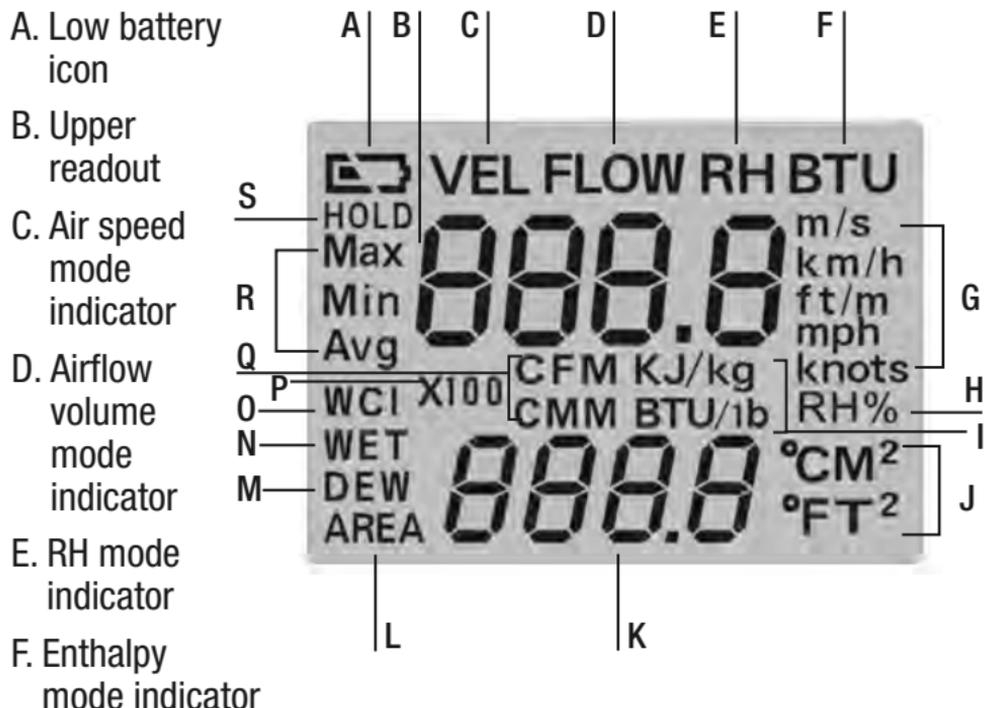 A. Low battery
icon
B. Upper
readout
C. Air speed
mode
indicator
D. Airflow
volume
mode
indicator
E. RH mode
indicator
F. Enthalpy
mode indicator
A B C D E F
VEL FLOW RH BTU
S HOLD
888.8 m/s
Max
km/h
R Min ft/m G
mph
Avg
Q CFM KJ/kg knots
P X100
O WCI CMM BTU/lb RH% H
I
N WET
888.8 °CM²
M DEW °FT² J
AREA
L K